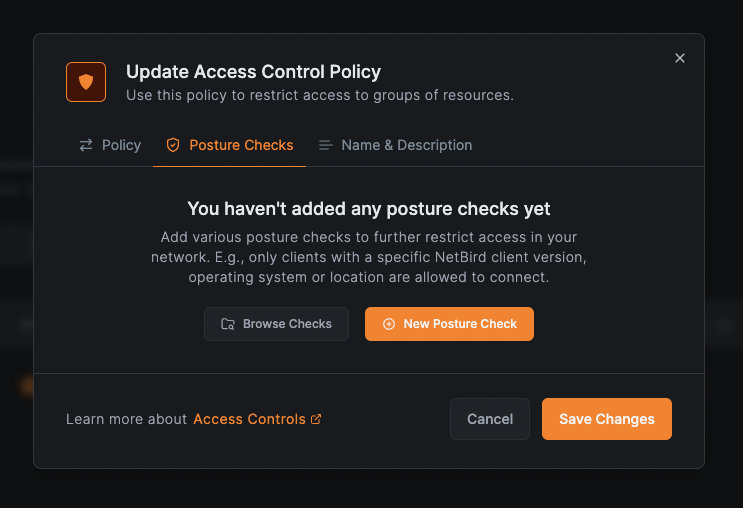 Update Access Control Policy
Use this policy to restrict access to groups of resources.
Policy
Posture Checks
Name & Description
You haven't added any posture checks yet
Add various posture checks to further restrict access in your
network. E.g., only clients with a specific NetBird client version,
operating system or location are allowed to connect.
Browse Checks
New Posture Check
Learn more about Access Controls
Cancel
Save Changes